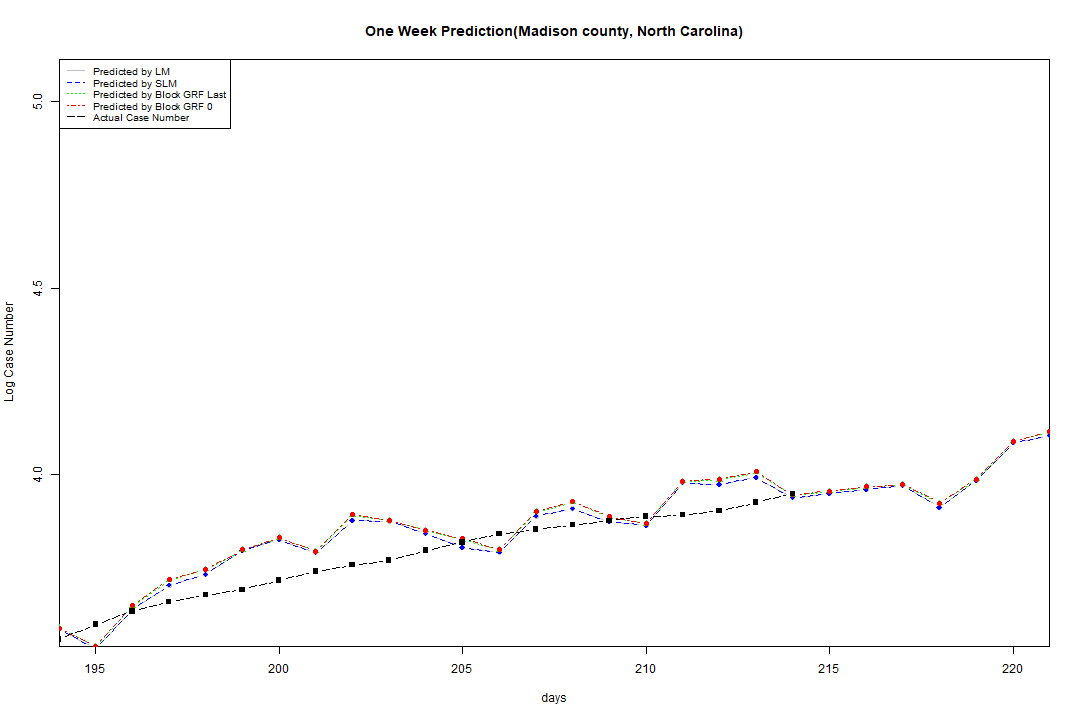 One Week Prediction(Madison county, North Carolina)
Predicted by LM
Predicted by SLM
Predicted by Block GRF Last
Predicted by Block GRF 0
Actual Case Number
5.0
4.5
4.0
Log Case Number
195 200 205 210 215 220
days